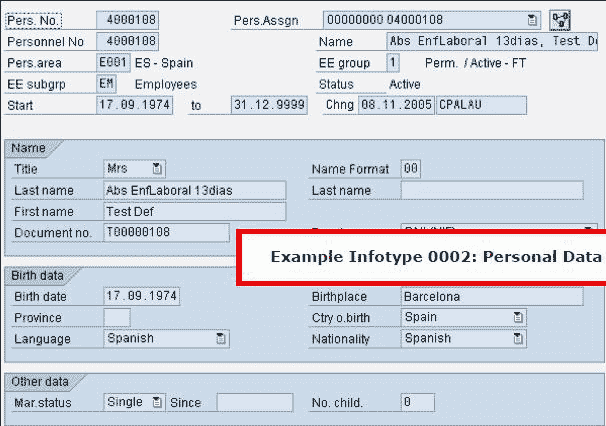 Pers. No. 4000108 Pers.Assgn 00000000 04000108
Personnel No 4000108 Name Abs EnfLaboral 13dias, Test De
Pers.area E001 ES - Spain EE group 1 Perm. / Active - FT
EE subgrp EM Employees Status Active
Start 17.09.1974 to 31.12.9999 Chng 08.11.2005 CPALAU
Name
Title Mrs Name Format 00
Last name Abs EnfLaboral 13dias Last name
First name Test Def
Document no. T00000108
Example Infotype 0002: Personal Data
Birth data
Birth date 17.09.1974 Birthplace Barcelona
Province Ctry o.birth Spain
Language Spanish Nationality Spanish
Other data
Mar.status Single Since No. child. 0